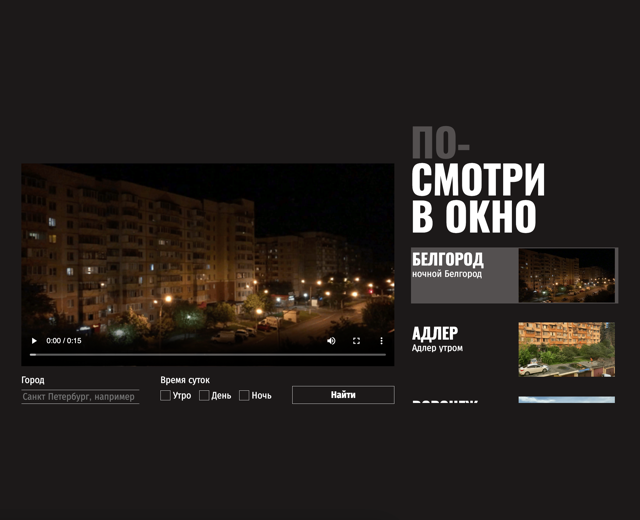 ПО-
СМОТРИ
В ОКНО
0:00 / 0:15
БЕЛГОРОД
ночной Белгород
АДЛЕР
Адлер утром
ВОРОНЕЖ
Город
Санкт Петербург, например
Время суток
Утро
День
Ночь
Найти